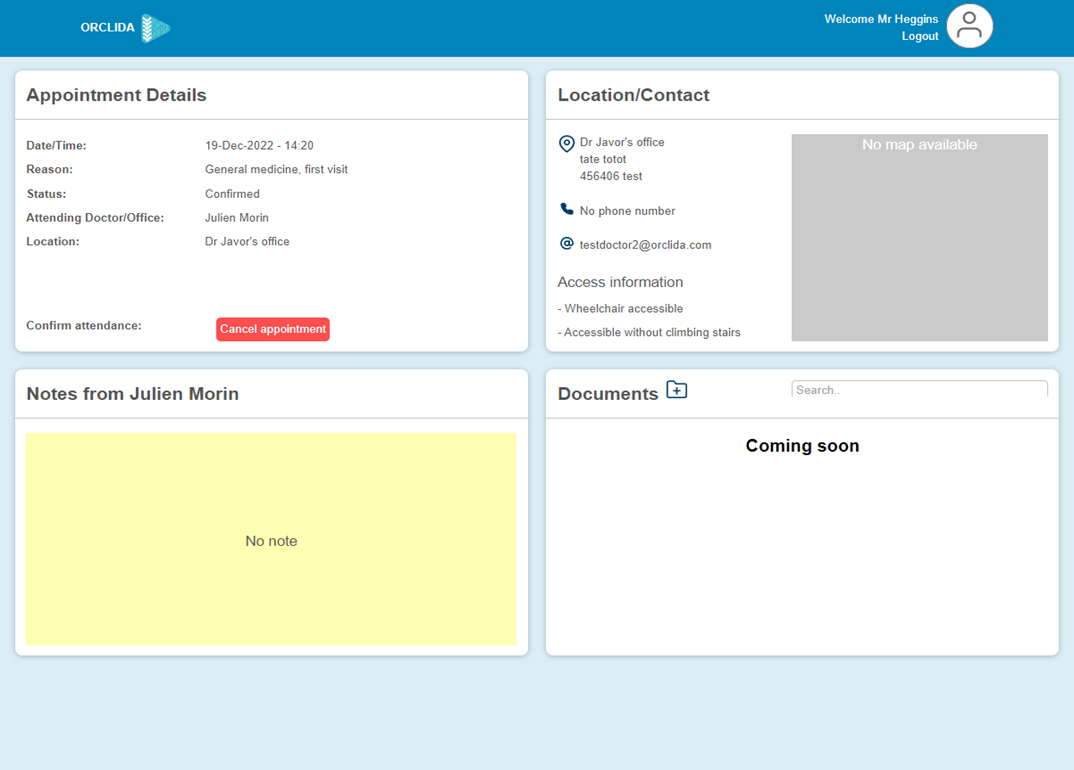 ORCLIDA
Welcome Mr Heggins
Logout
Appointment Details
Date/Time: 19-Dec-2022 - 14:20
Reason: General medicine, first visit
Status: Confirmed
Attending Doctor/Office: Julien Morin
Location: Dr Javor's office
Confirm attendance: Cancel appointment
Location/Contact
Dr Javor's office
tate totot
456406 test
No phone number
testdoctor2@orclida.com
Access information
- Wheelchair accessible
- Accessible without climbing stairs
No map available
Notes from Julien Morin
No note
Documents
Search..
Coming soon